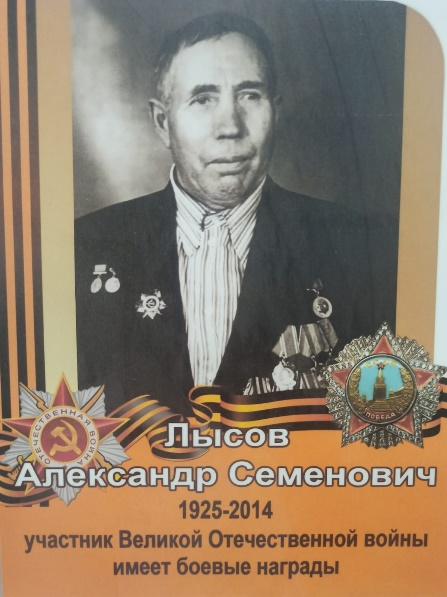 Лысов
Александр Семенович
1925-2014
участник Великой Отечественной войны
имеет боевые награды
ОТЕЧЕСТВЕННАЯ ВОЙНА
ПОБЕДА